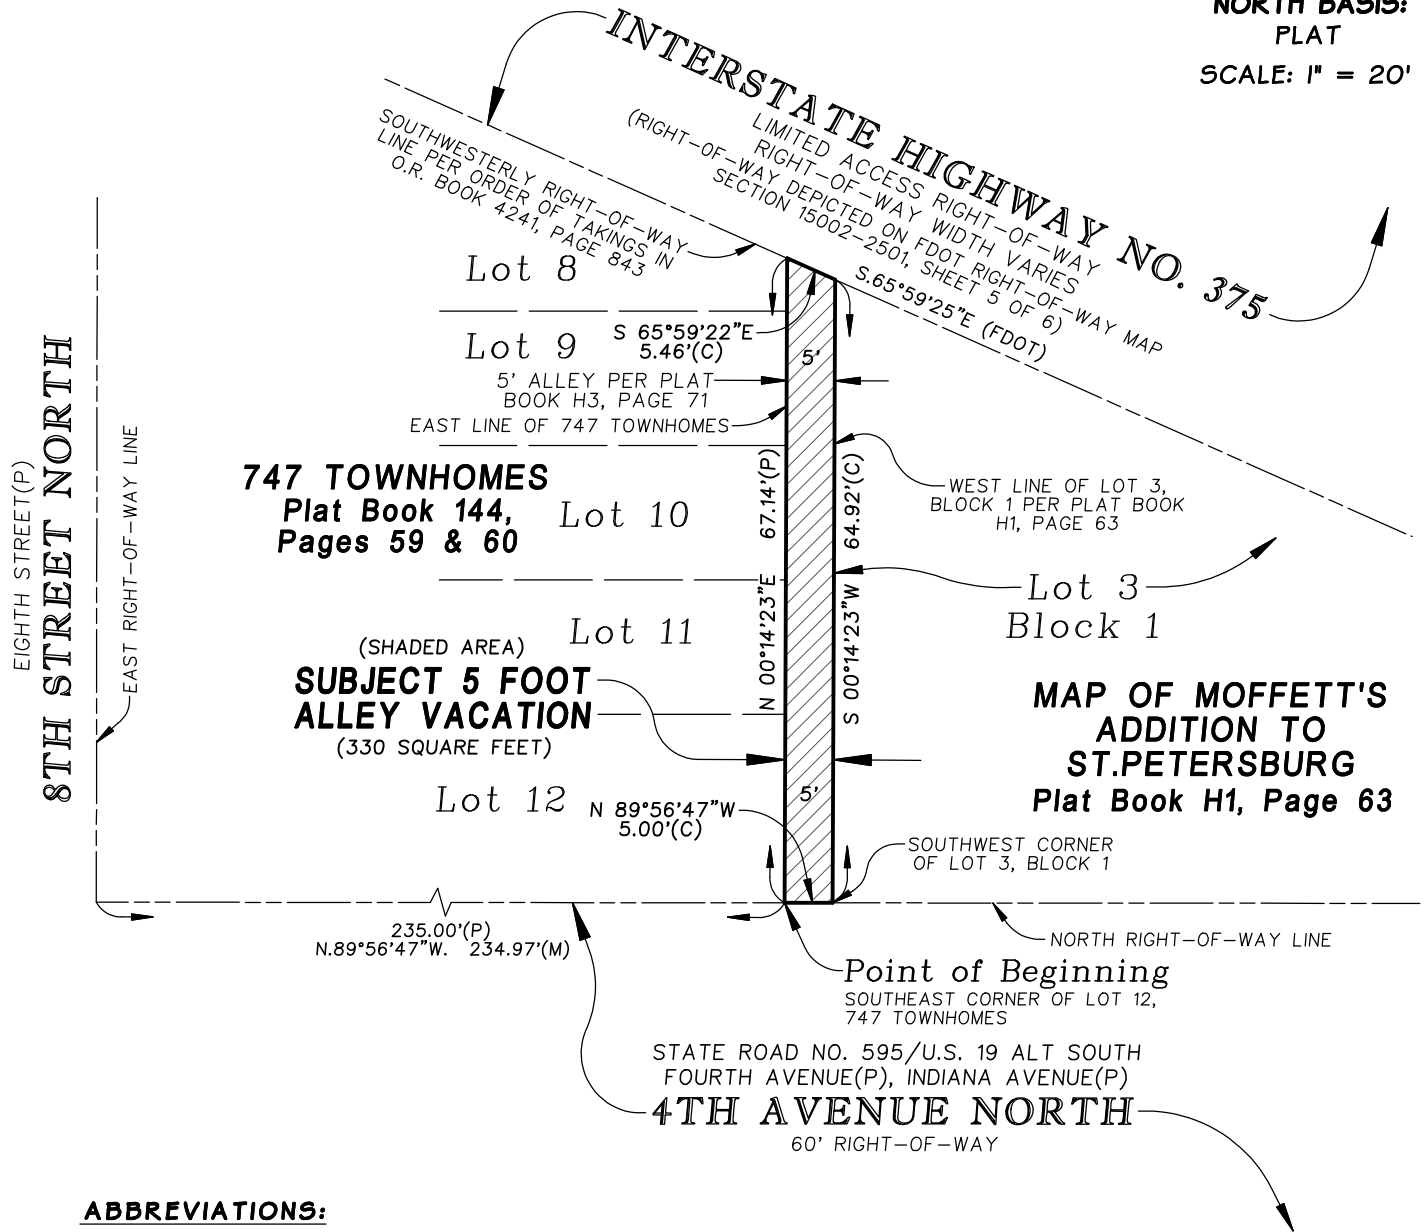 NORTH BASIS:
PLAT
SCALE: 1" = 20'
INTERSTATE HIGHWAY NO. 375
LIMITED ACCESS RIGHT-OF-WAY
RIGHT-OF-WAY WIDTH VARIES
(RIGHT-OF-WAY DEPICTED ON FDOT RIGHT-OF-WAY MAP
SECTION 15002-2501, SHEET 5 OF 6)
S.65°59'25"E (FDOT)
SOUTHWESTERLY RIGHT-OF-WAY
LINE PER ORDER OF TAKINGS IN
O.R. BOOK 4241, PAGE 843
Lot 8
Lot 9
S 65°59'22"E
5.46'(C)
5'
5' ALLEY PER PLAT
BOOK H3, PAGE 71
EAST LINE OF 747 TOWNHOMES
8TH STREET NORTH
EIGHTH STREET(P)
EAST RIGHT-OF-WAY LINE
747 TOWNHOMES
Plat Book 144,
Pages 59 & 60
Lot 10
N 00°14'23"E 67.14'(P)
S 00°14'23"W 64.92'(C)
WEST LINE OF LOT 3,
BLOCK 1 PER PLAT BOOK
H1, PAGE 63
Lot 3
Block 1
Lot 11
(SHADED AREA)
SUBJECT 5 FOOT
ALLEY VACATION
(330 SQUARE FEET)
MAP OF MOFFETT'S
ADDITION TO
ST.PETERSBURG
Plat Book H1, Page 63
Lot 12
N 89°56'47"W
5.00'(C)
5'
SOUTHWEST CORNER
OF LOT 3, BLOCK 1
235.00'(P)
N.89°56'47"W. 234.97'(M)
NORTH RIGHT-OF-WAY LINE
Point of Beginning
SOUTHEAST CORNER OF LOT 12,
747 TOWNHOMES
STATE ROAD NO. 595/U.S. 19 ALT SOUTH
FOURTH AVENUE(P), INDIANA AVENUE(P)
4TH AVENUE NORTH
60' RIGHT-OF-WAY
ABBREVIATIONS: